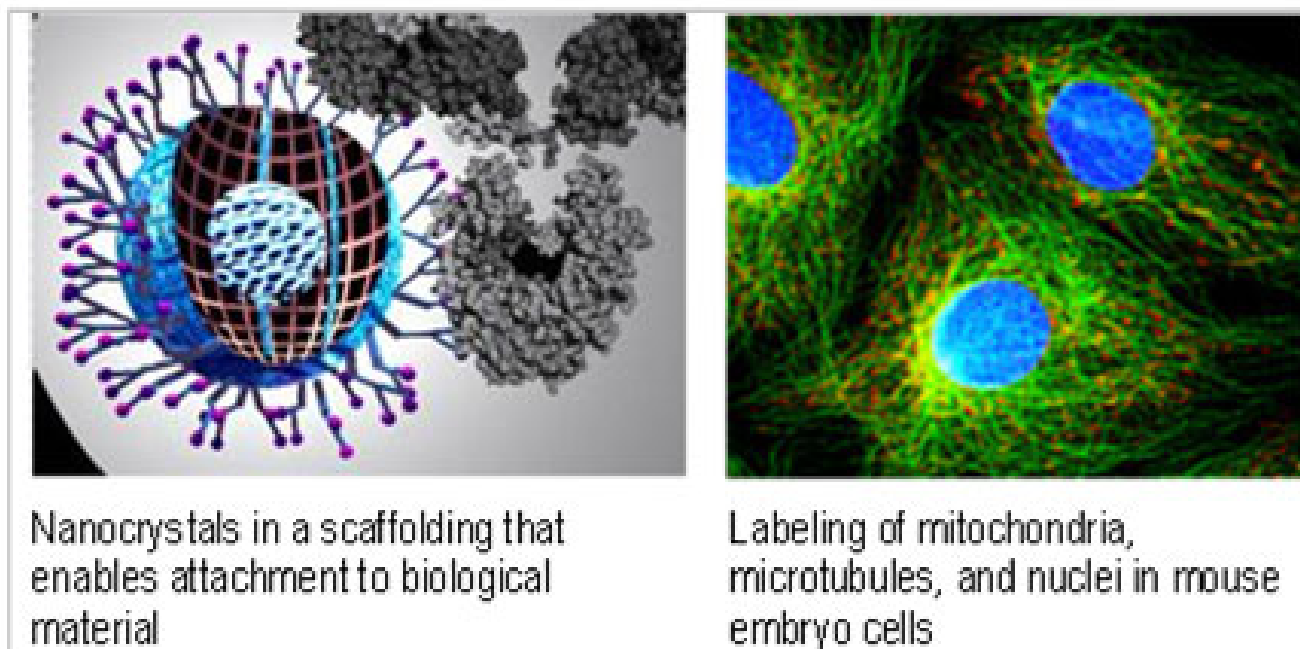 Nanocrystals in a scaffolding that
enables attachment to biological
material
Labeling of mitochondria,
microtubules, and nuclei in mouse
embryo cells